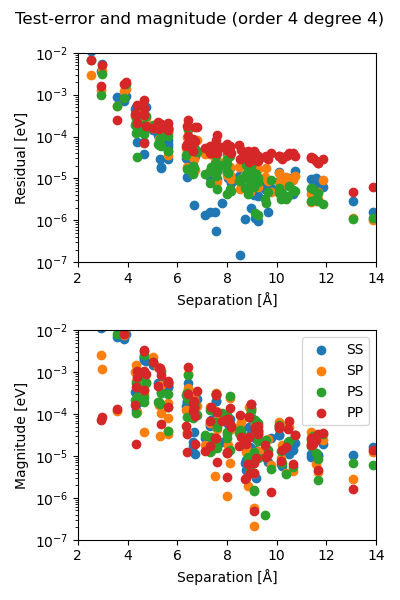 Test-error and magnitude (order 4 degree 4)
Residual [eV]
10⁻²
10⁻³
10⁻⁴
10⁻⁵
10⁻⁶
10⁻⁷
2 4 6 8 10 12 14
Separation [Å]
Magnitude [eV]
10⁻²
10⁻³
10⁻⁴
10⁻⁵
10⁻⁶
10⁻⁷
SS
SP
PS
PP
2 4 6 8 10 12 14
Separation [Å]